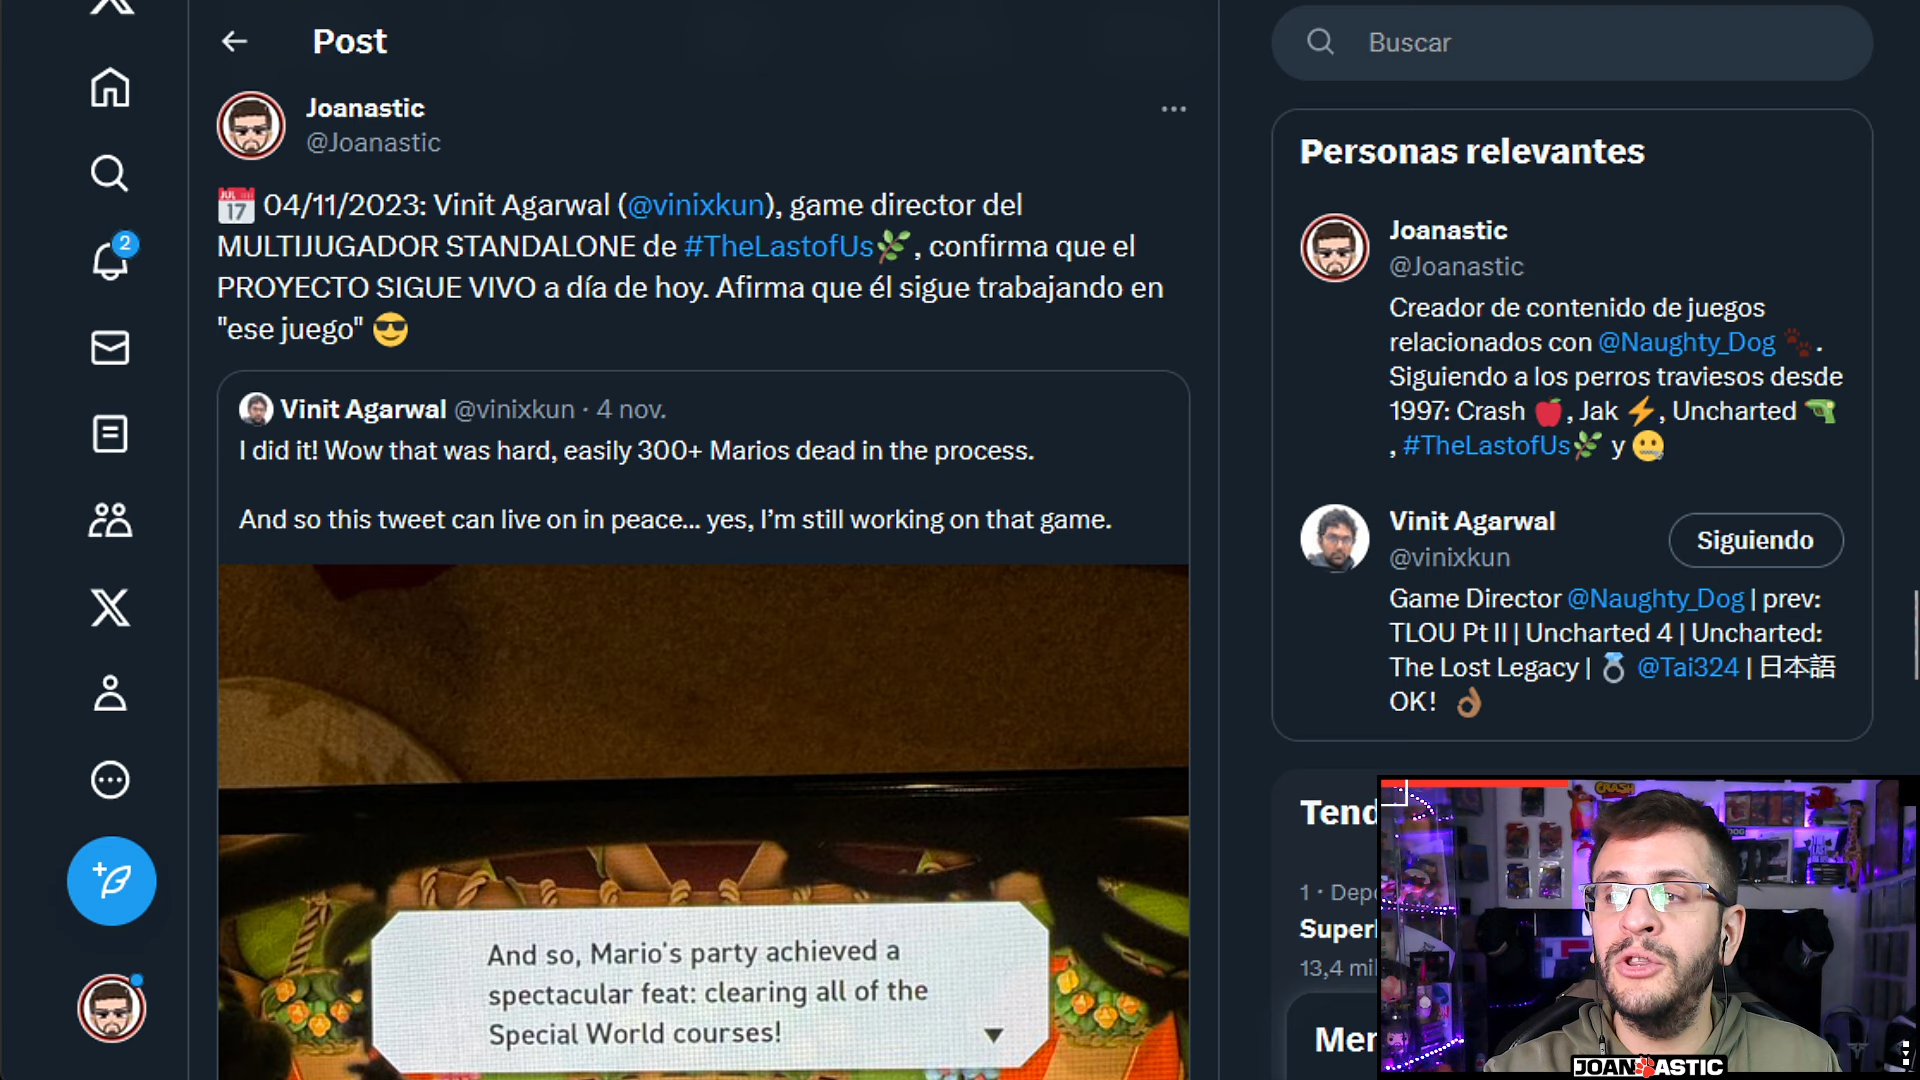 Post
Joanastic
@Joanastic
JUL 17 04/11/2023: Vinit Agarwal (@vinixkun), game director del
MULTIJUGADOR STANDALONE de #TheLastofUs🌿, confirma que el
PROYECTO SIGUE VIVO a día de hoy. Afirma que él sigue trabajando en
"ese juego" 😎
Vinit Agarwal @vinixkun · 4 nov.
I did it! Wow that was hard, easily 300+ Marios dead in the process.
And so this tweet can live on in peace... yes, I’m still working on that game.
And so, Mario's party achieved a
spectacular feat: clearing all of the
Special World courses!
2
Buscar
Personas relevantes
Joanastic
@Joanastic
Creador de contenido de juegos
relacionados con @Naughty_Dog 🐾.
Siguiendo a los perros traviesos desde
1997: Crash 🍎, Jak ⚡, Uncharted 🔫
, #TheLastofUs🌿 y 🤐
Vinit Agarwal
@vinixkun
Siguiendo
Game Director @Naughty_Dog | prev:
TLOU Pt II | Uncharted 4 | Uncharted:
The Lost Legacy | 💍 @Tai324 | 日本語
OK! 👌🏾
Tend
1 · Depo
Super
13,4 mil
Mer
CRASH
JOANASTIC